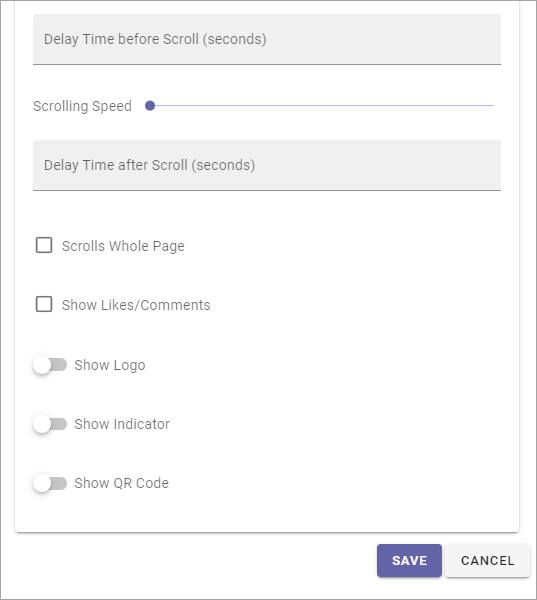 Delay Time before Scroll (seconds)
Scrolling Speed
Delay Time after Scroll (seconds)
Scrolls Whole Page
Show Likes/Comments
Show Logo
Show Indicator
Show QR Code
SAVE CANCEL